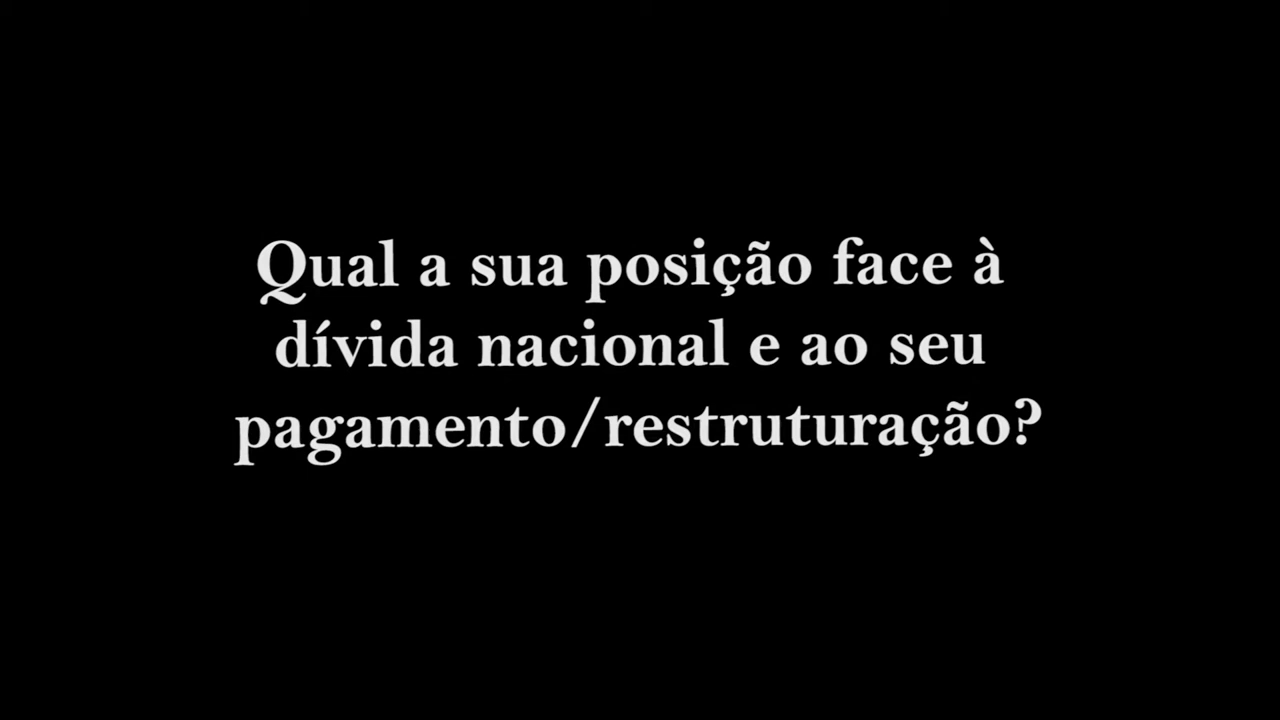 Qual a sua posição face à
dívida nacional e ao seu
pagamento/restruturação?